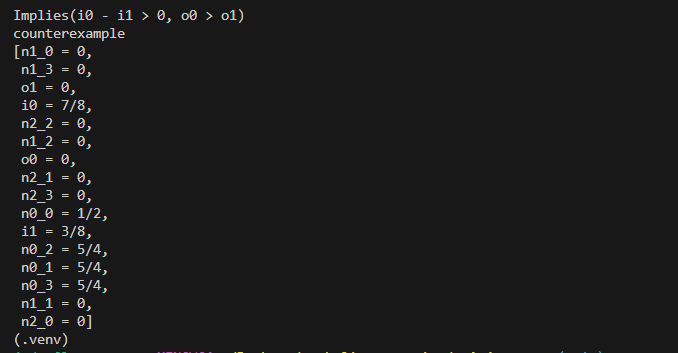 Implies(i0 - i1 > 0, o0 > o1)
counterexample
[n1_0 = 0,
 n1_3 = 0,
 o1 = 0,
 i0 = 7/8,
 n2_2 = 0,
 n1_2 = 0,
 o0 = 0,
 n2_1 = 0,
 n2_3 = 0,
 n0_0 = 1/2,
 i1 = 3/8,
 n0_2 = 5/4,
 n0_1 = 5/4,
 n0_3 = 5/4,
 n1_1 = 0,
 n2_0 = 0]
(.venv)